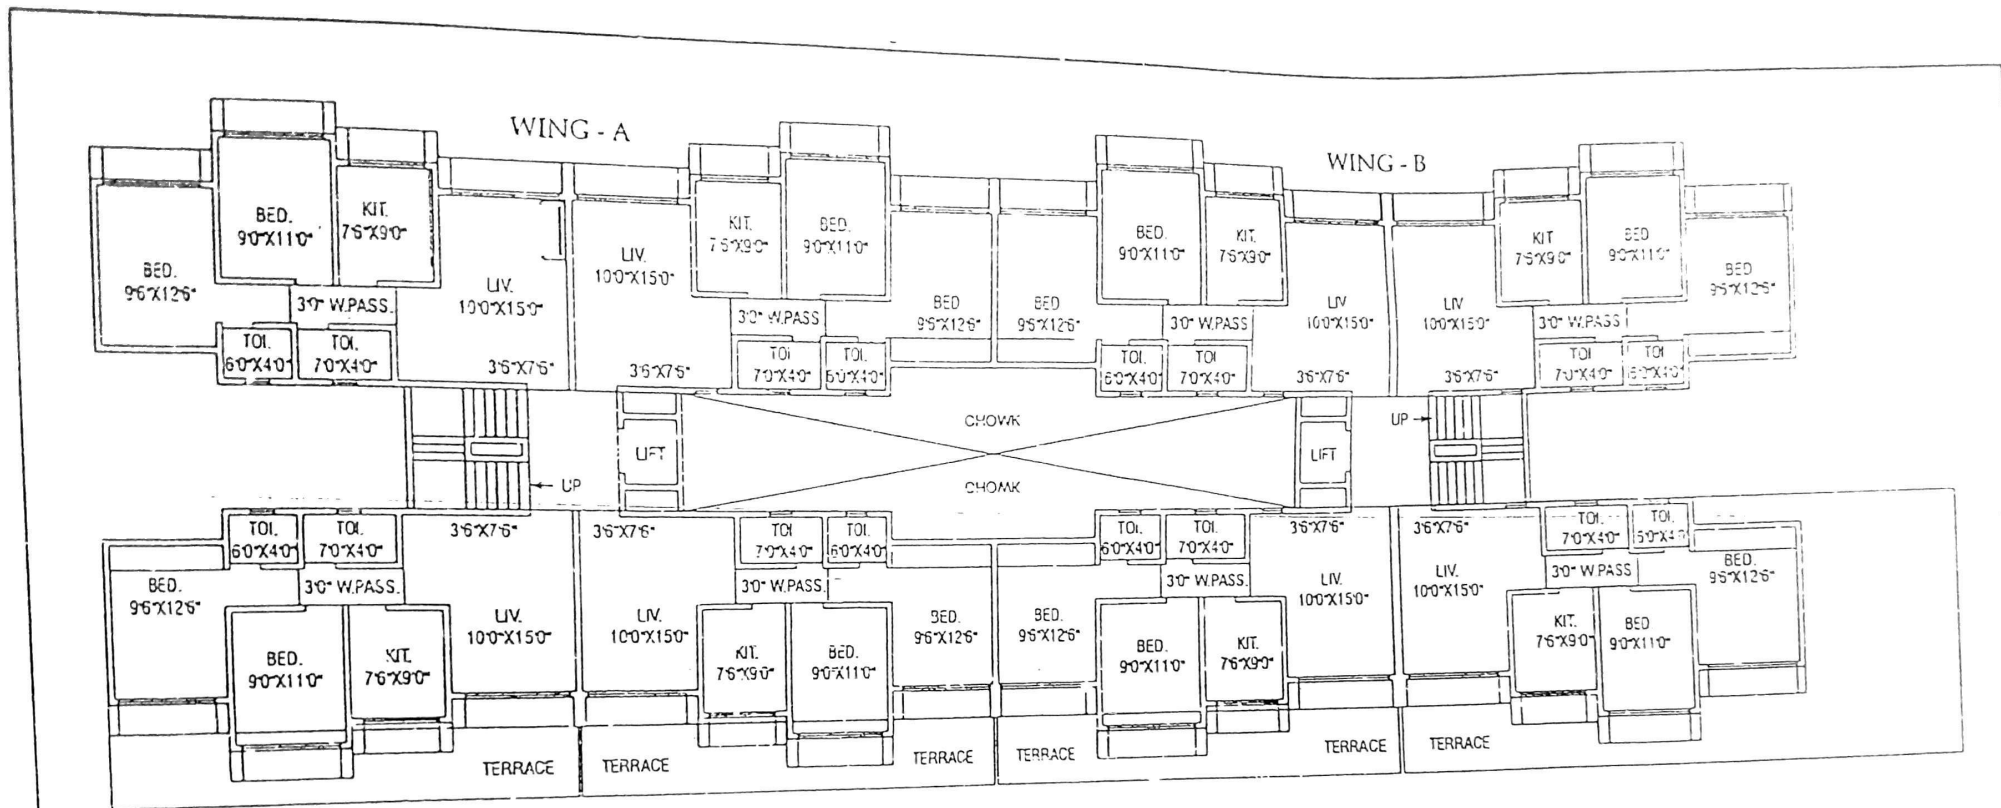 WING - A
WING - B
BED.
9'6"X12'6"
BED.
9'0"X11'0"
KIT.
7'6"X9'0"
3'0" W.PASS.
TOI.
6'0"X4'0"
TOI.
7'0"X4'0"
LIV.
10'0"X15'0"
3'6"X7'6"
LIV.
10'0"X15'0"
3'6"X7'6"
KIT.
7'6"X9'0"
BED.
9'0"X11'0"
3'0" W.PASS
TOI
7'0"X4'0"
TOI.
6'0"X4'0"
BED
9'6"X12'6"
BED
9'6"X12'6"
BED.
9'0"X11'0"
KIT.
7'6"X9'0"
3'0" W.PASS
TOI.
6'0"X4'0"
TOI
7'0"X4'0"
LIV
10'0"X15'0"
3'6"X7'6"
LIV
10'0"X15'0"
3'6"X7'6"
KIT
7'6"X9'0"
BED
9'0"X11'0"
3'0" W.PASS
TOI
7'0"X4'0"
TOI.
6'0"X4'0"
BED
9'6"X12'6"
UP
LIFT
CHOWK
CHOWK
LIFT
UP
TOI.
6'0"X4'0"
TOI.
7'0"X4'0"
3'6"X7'6"
BED.
9'6"X12'6"
3'0" W.PASS.
BED.
9'0"X11'0"
KIT.
7'6"X9'0"
LIV.
10'0"X15'0"
TERRACE
3'6"X7'6"
TOI
7'0"X4'0"
TOI.
6'0"X4'0"
3'0" W.PASS.
LIV.
10'0"X15'0"
KIT.
7'6"X9'0"
BED.
9'0"X11'0"
BED.
9'6"X12'6"
TERRACE
TERRACE
TOI.
6'0"X4'0"
TOI.
7'0"X4'0"
3'6"X7'6"
BED.
9'6"X12'6"
3'0" W.PASS
BED.
9'0"X11'0"
KIT.
7'6"X9'0"
LIV.
10'0"X15'0"
TERRACE
TERRACE
3'6"X7'6"
TOI.
7'0"X4'0"
TOI.
6'0"X4'0"
LIV.
10'0"X15'0"
3'0" W.PASS
KIT.
7'6"X9'0"
BED
9'0"X11'0"
BED.
9'6"X12'6"
TERRACE